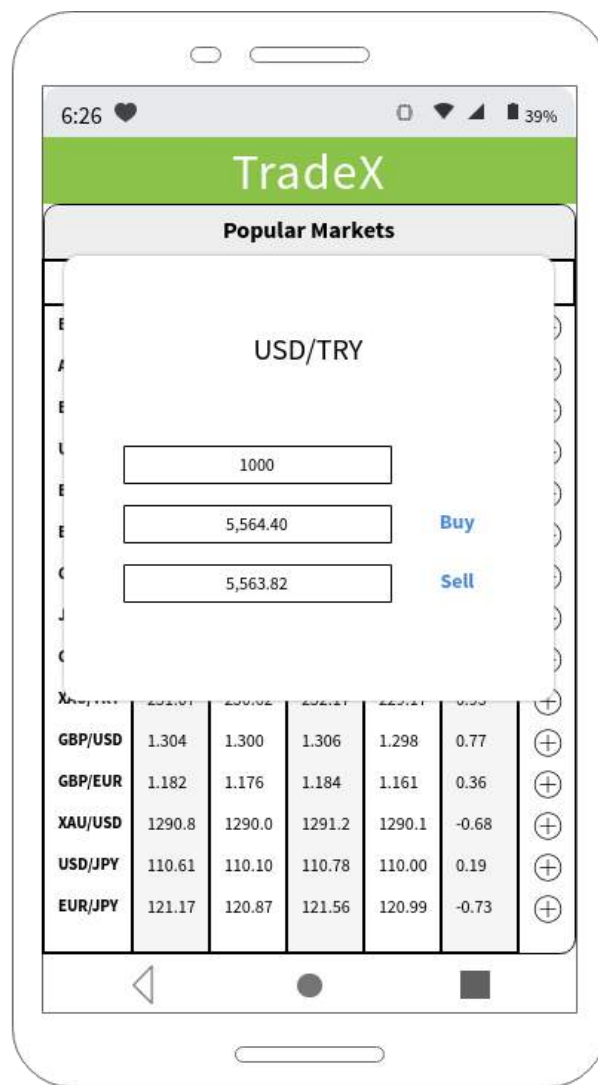 6:26 39%
TradeX
Popular Markets
USD/TRY
1000
5,564.40 Buy
5,563.82 Sell
GBP/USD 1.304 1.300 1.306 1.298 0.77
GBP/EUR 1.182 1.176 1.184 1.161 0.36
XAU/USD 1290.8 1290.0 1291.2 1290.1 -0.68
USD/JPY 110.61 110.10 110.78 110.00 0.19
EUR/JPY 121.17 120.87 121.56 120.99 -0.73